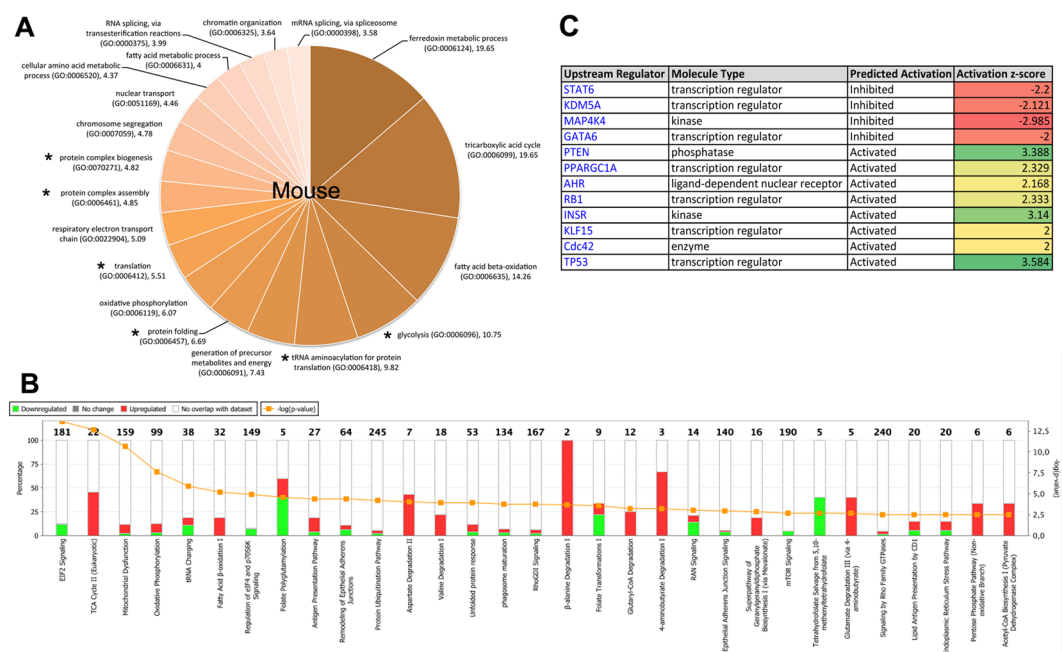 A
RNA splicing, via
transesterification reactions
(GO:0000375), 3.99
chromatin organization
(GO:0006325), 3.64
mRNA splicing, via spliceosome
(GO:0000398), 3.58
ferredoxin metabolic process
(GO:0006124), 19.65
fatty acid metabolic process
(GO:0006631), 4
cellular amino acid metabolic
process (GO:0006520), 4.37
nuclear transport
(GO:0051169), 4.46
chromosome segregation
(GO:0007059), 4.78
tricarboxylic acid cycle
(GO:0006099), 19.65
* protein complex biogenesis
(GO:0070271), 4.82
* protein complex assembly
(GO:0006461), 4.85
Mouse
respiratory electron transport
chain (GO:0022904), 5.09
* translation
(GO:0006412), 5.51
fatty acid beta-oxidation
(GO:0006635), 14.26
oxidative phosphorylation
(GO:0006119), 6.07
* protein folding
(GO:0006457), 6.69
* glycolysis (GO:0006096), 10.75
generation of precursor
metabolites and energy
(GO:0006091), 7.43
* tRNA aminoacylation for protein
translation (GO:0006418), 9.82
C
Upstream Regulator Molecule Type Predicted Activation Activation z-score
STAT6 transcription regulator Inhibited -2.2
KDM5A transcription regulator Inhibited -2.121
MAP4K4 kinase Inhibited -2.985
GATA6 transcription regulator Inhibited -2
PTEN phosphatase Activated 3.388
PPARGC1A transcription regulator Activated 2.329
AHR ligand-dependent nuclear receptor Activated 2.168
RB1 transcription regulator Activated 2.333
INSR kinase Activated 3.14
KLF15 transcription regulator Activated 2
Cdc42 enzyme Activated 2
TP53 transcription regulator Activated 3.584
B
Downregulated No change Upregulated No overlap with dataset -log(p-value)
181 22 159 99 38 32 149 5 27 64 245 7 18 53 134 167 2 9 12 3 14 140 16 190 5 5 240 20 20 6 6
Percentage
100
75
50
25
0
12,5
10,0
7,5
5,0
2,5
0,0
-log(p-value)
EIF2 Signaling
TCA Cycle II (Eukaryotic)
Mitochondrial Dysfunction
Oxidative Phosphorylation
tRNA Charging
Fatty Acid β-oxidation I
Regulation of eIF4 and p70S6K
Signaling
Folate Polyglutamylation
Antigen Presentation Pathway
Remodeling of Epithelial Adherens
Junctions
Protein Ubiquitination Pathway
Aspartate Degradation II
Valine Degradation I
Unfolded protein response
phagosome maturation
RhoGDI Signaling
β-alanine Degradation I
Folate Transformations I
Glutaryl-CoA Degradation
4-aminobutyrate Degradation I
RAN Signaling
Epithelial Adherens Junction Signaling
Superpathway of
Geranylgeranyldiphosphate
Biosynthesis I (via Mevalonate)
mTOR Signaling
Tetrahydrofolate Salvage from 5,10-
methenyltetrahydrofolate
Glutamate Degradation III (via 4-
aminobutyrate)
Signaling by Rho Family GTPases
Lipid Antigen Presentation by CD1
Endoplasmic Reticulum Stress Pathway
Pentose Phosphate Pathway (Non-
oxidative Branch)
Acetyl-CoA Biosynthesis I (Pyruvate
Dehydrogenase Complex)